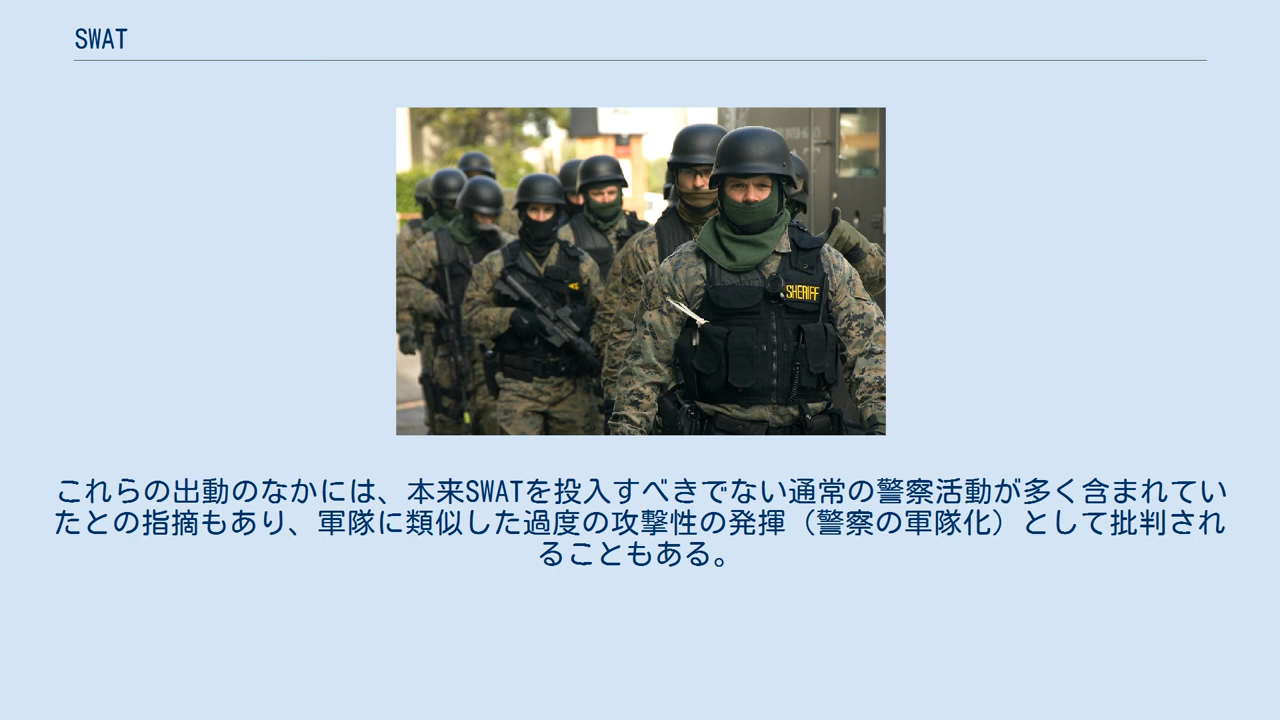 SWAT
SHERIFF
これらの出動のなかには、本来SWATを投入すべきでない通常の警察活動が多く含まれてい
たとの指摘もあり、軍隊に類似した過度の攻撃性の発揮（警察の軍隊化）として批判され
ることもある。